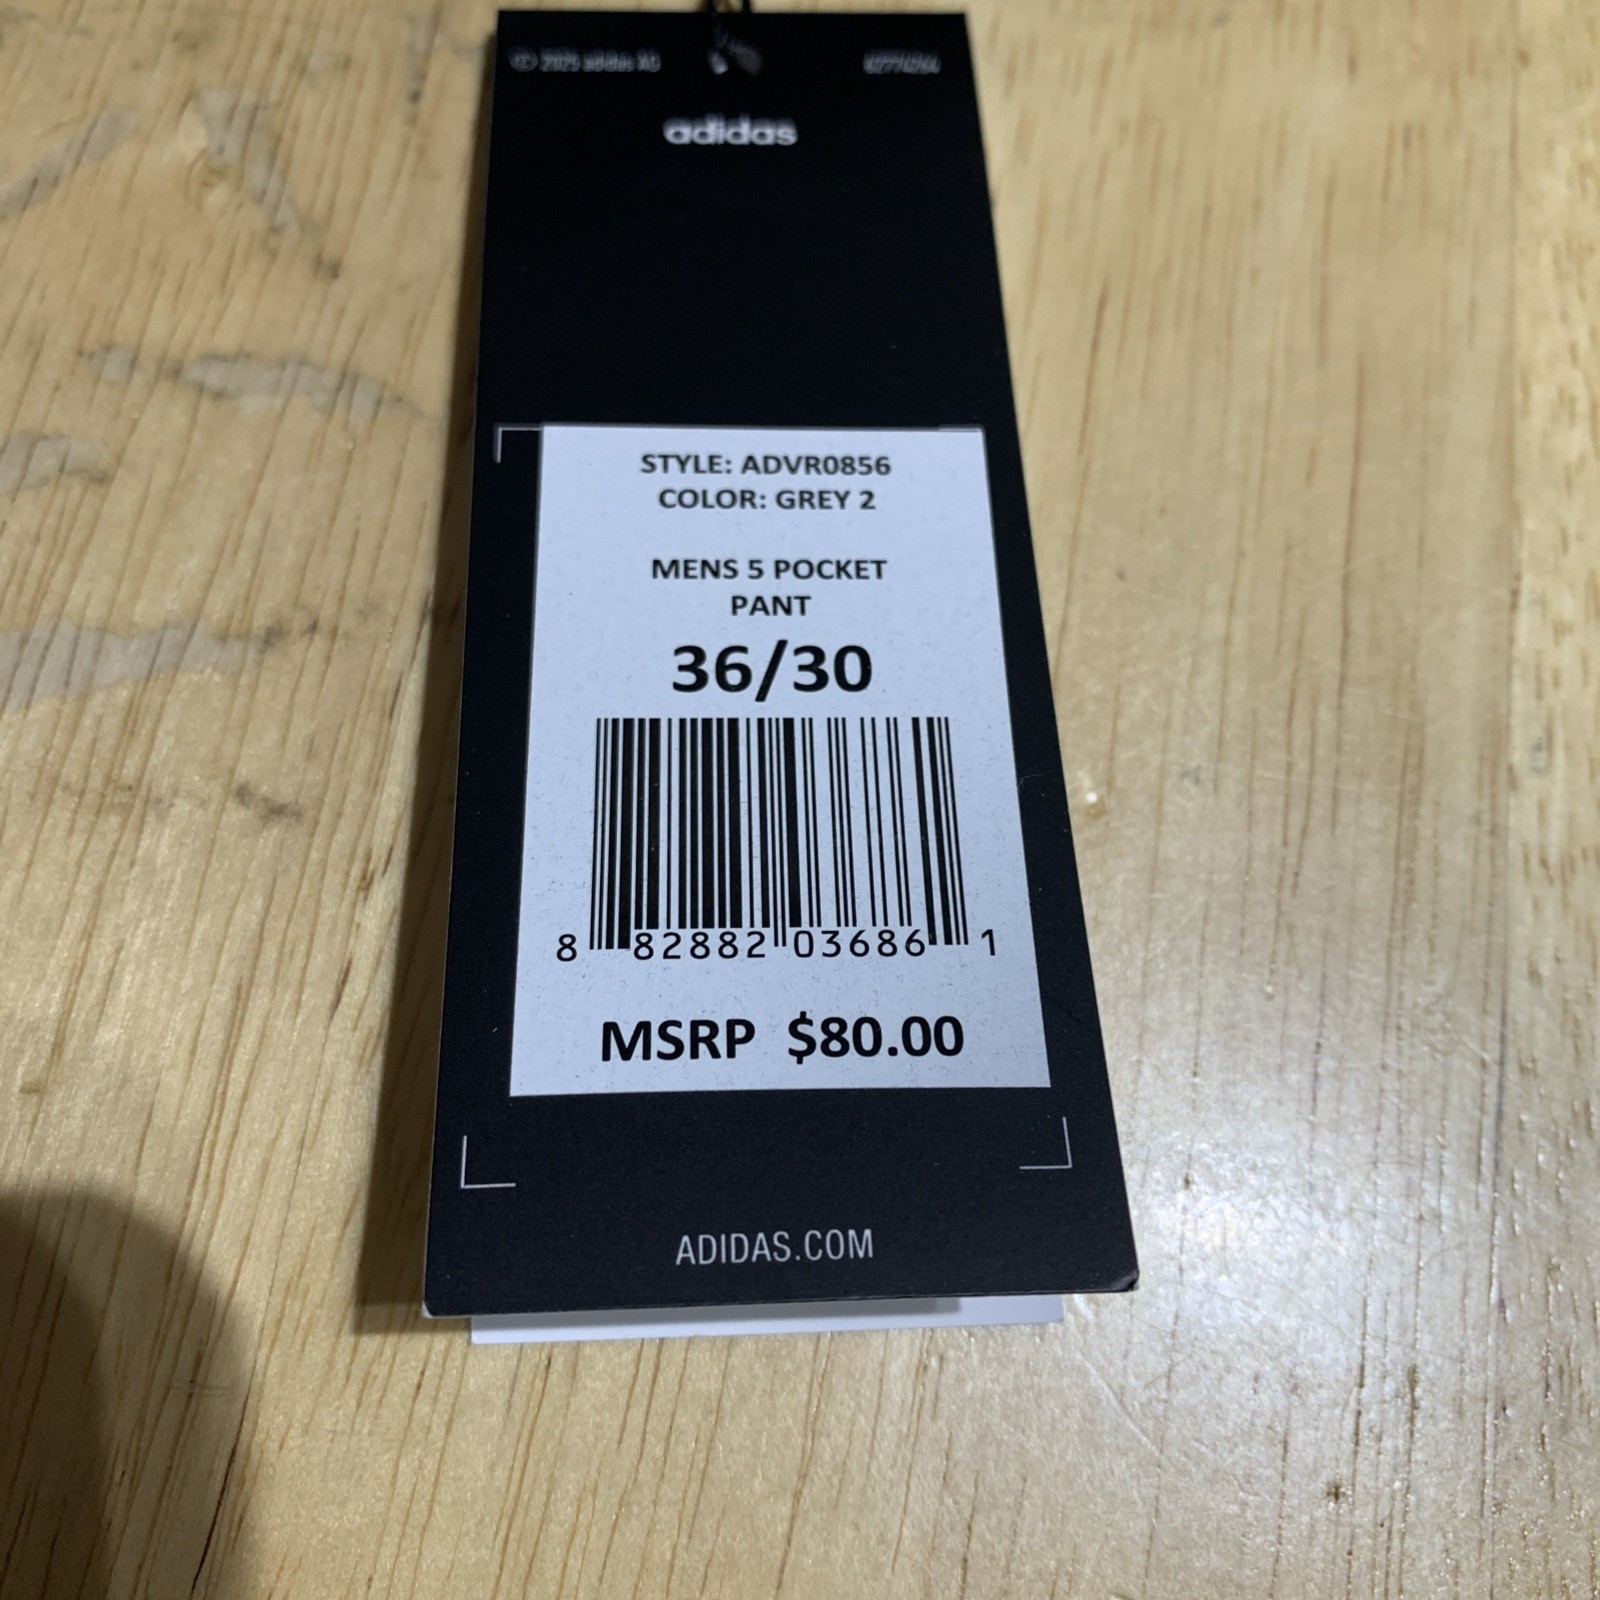 adidas
STYLE: ADVR0856
COLOR: GREY 2
MENS 5 POCKET
PANT
36/30
8 82882 03686 1
MSRP $80.00
ADIDAS.COM